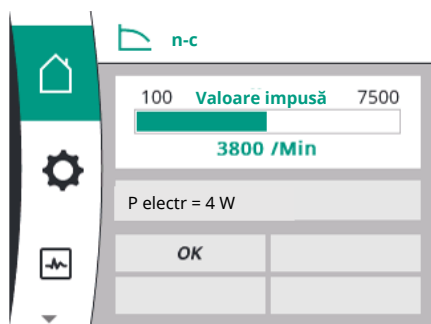 n-c
100 Valoare impusă 7500
3800 /Min
P electr = 4 W
OK